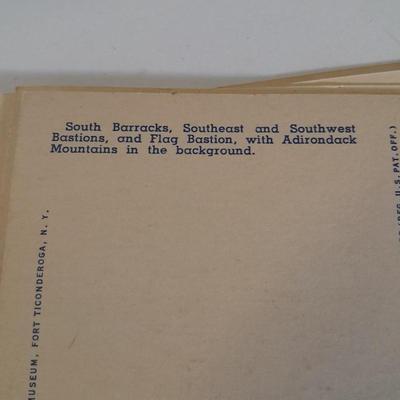 South Barracks, Southeast and Southwest
Bastions, and Flag Bastion, with Adirondack
Mountains in the background.
MUSEUM, FORT TICONDEROGA, N. Y.
(REG. U.S. PAT. OFF.)